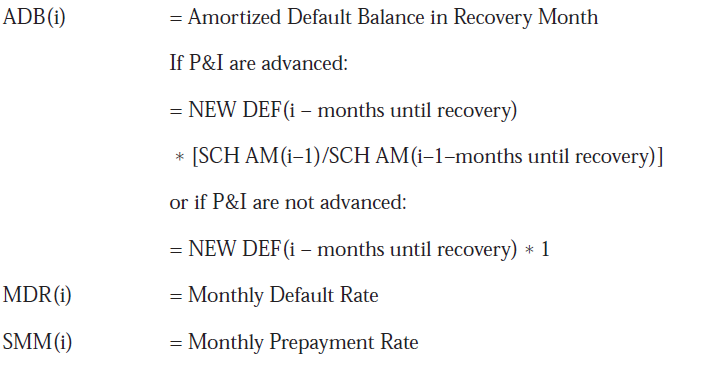 ADB(i) = Amortized Default Balance in Recovery Month
If P&I are advanced:
= NEW DEF(i – months until recovery)
* [SCH AM(i–1)/SCH AM(i–1–months until recovery)]
or if P&I are not advanced:
= NEW DEF(i – months until recovery) * 1
MDR(i) = Monthly Default Rate
SMM(i) = Monthly Prepayment Rate